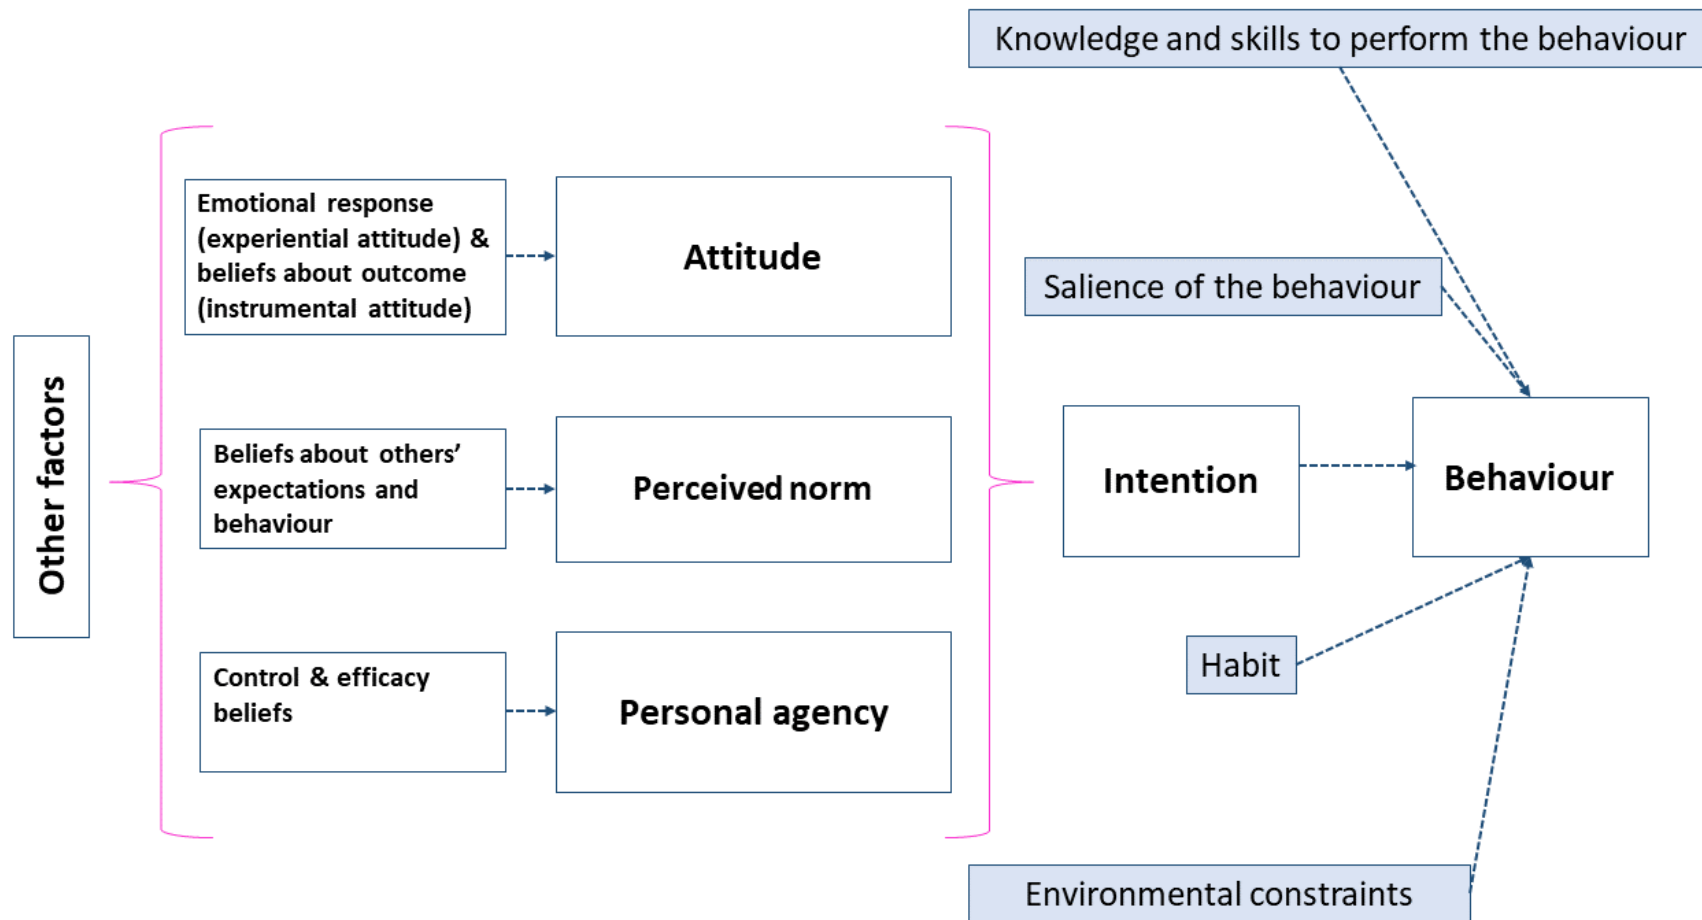 Knowledge and skills to perform the behaviour
Emotional response
(experiential attitude) &
beliefs about outcome
(instrumental attitude)
Attitude
Salience of the behaviour
Other factors
Beliefs about others’
expectations and
behaviour
Perceived norm
Intention
Behaviour
Control & efficacy
beliefs
Personal agency
Habit
Environmental constraints